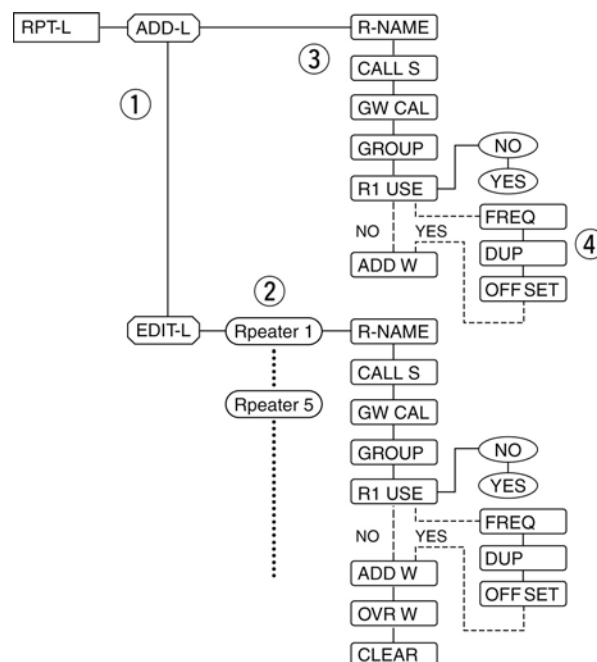 RPT-L
ADD-L
R-NAME
③
CALL S
①
GW CAL
GROUP
NO
R1 USE
YES
FREQ
NO
YES
④
DUP
ADD W
OFF SET
②
EDIT-L
Rpeater 1
R-NAME
CALL S
Rpeater 5
GW CAL
GROUP
NO
R1 USE
YES
FREQ
NO
YES
DUP
ADD W
OFF SET
OVR W
CLEAR